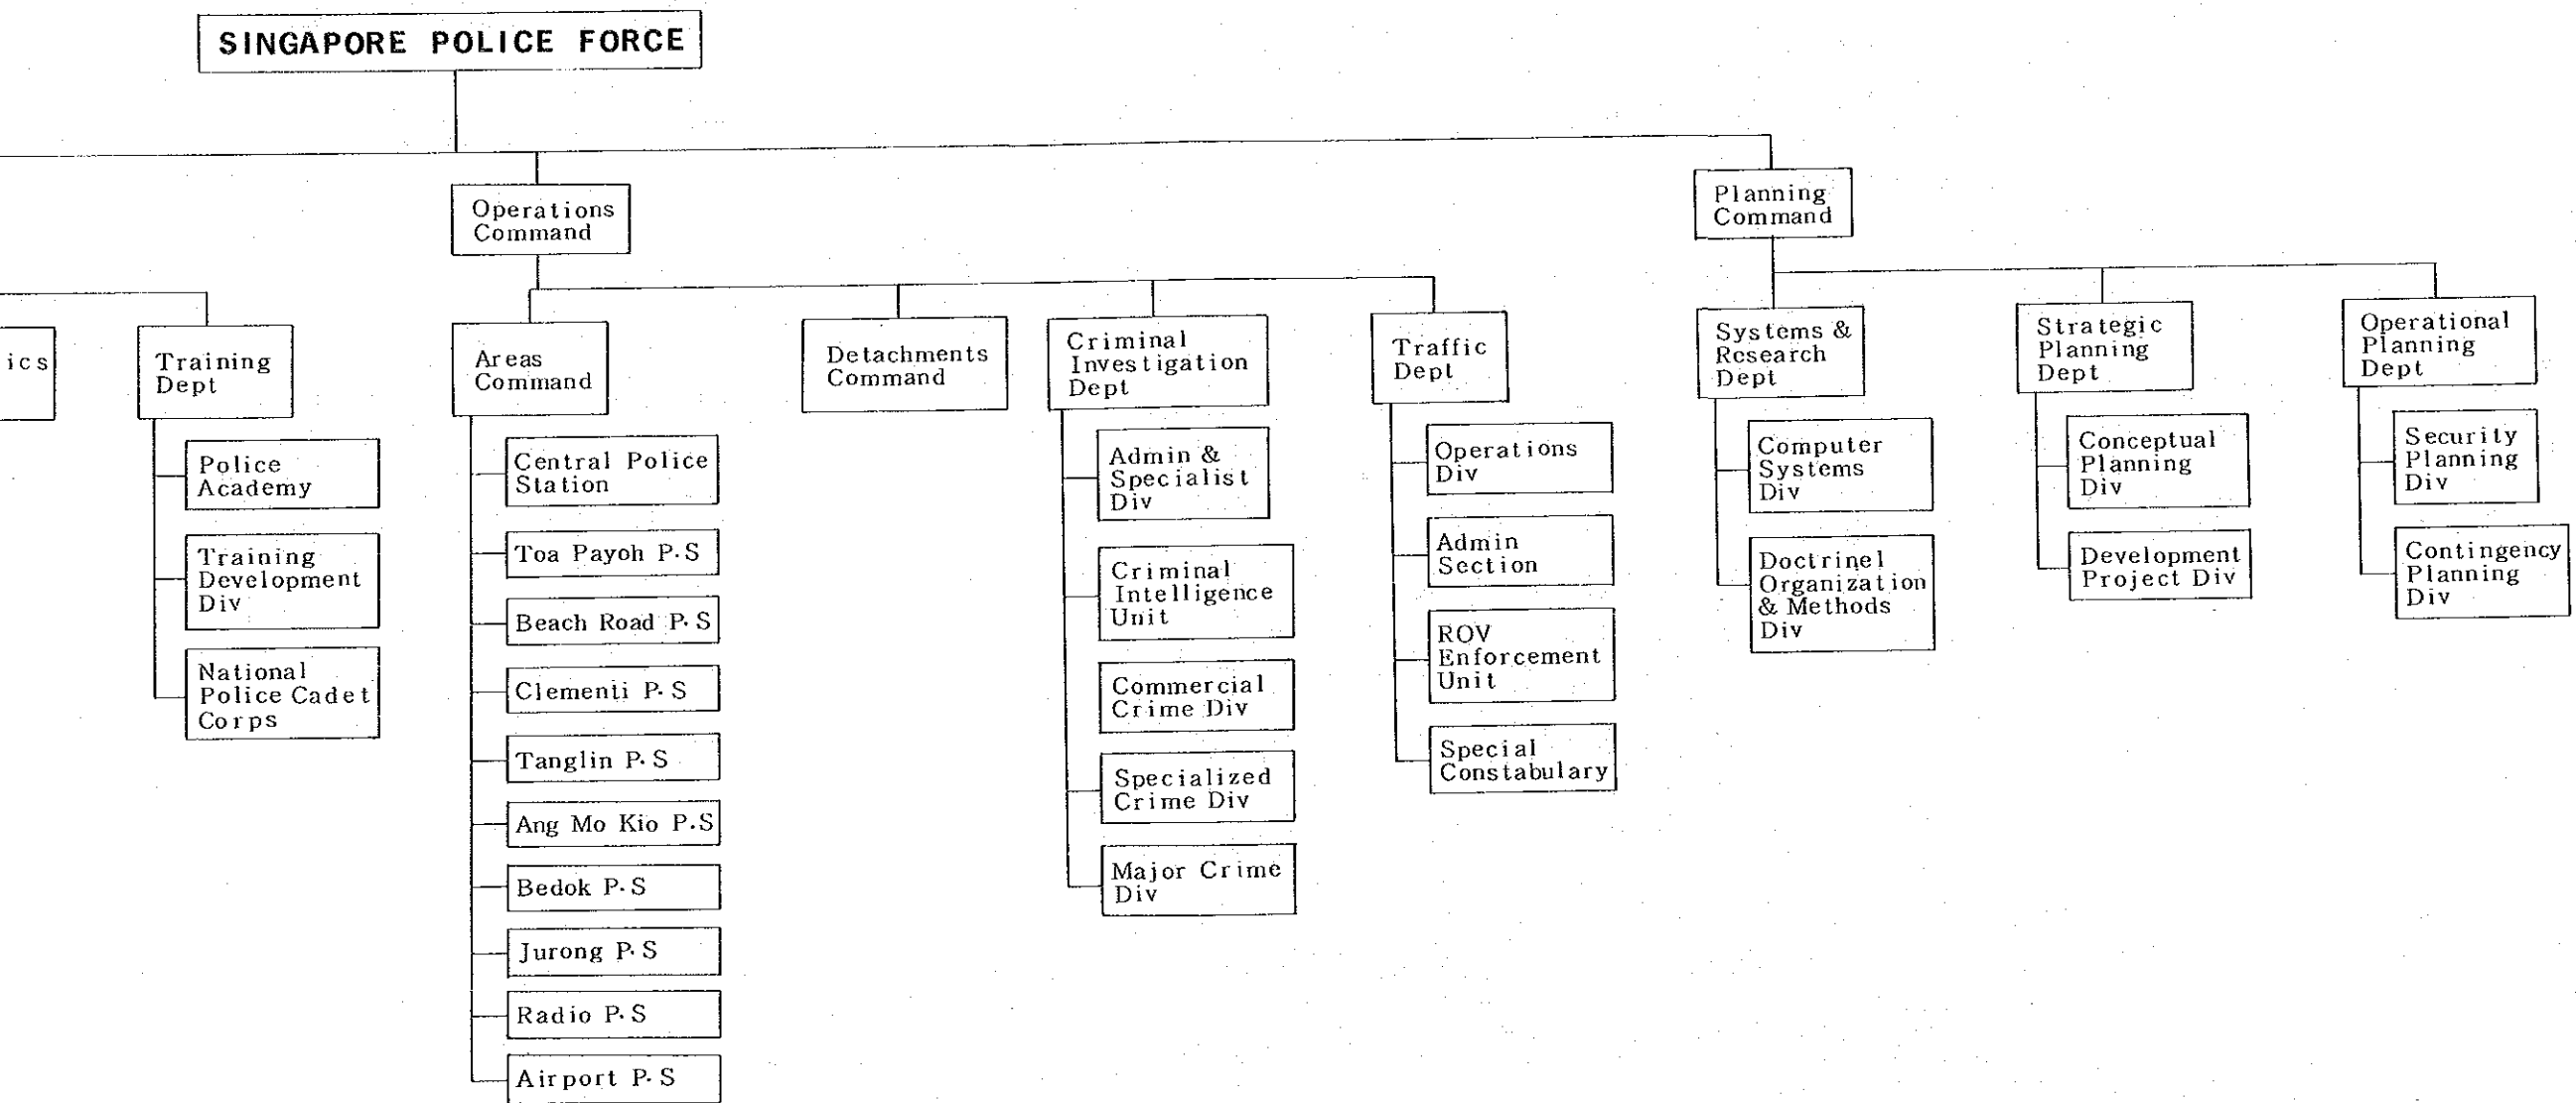 SINGAPORE POLICE FORCE
Operations
Command
Planning
Command
ics
Training
Dept
Police
Academy
Training
Development
Div
National
Police Cadet
Corps
Areas
Command
Central Police
Station
Toa Payoh P.S
Beach Road P.S
Clementi P.S
Tanglin P.S
Ang Mo Kio P.S
Bedok P.S
Jurong P.S
Radio P.S
Airport P.S
Detachments
Command
Criminal
Investigation
Dept
Admin &
Specialist
Div
Criminal
Intelligence
Unit
Commercial
Crime Div
Specialized
Crime Div
Major Crime
Div
Traffic
Dept
Operations
Div
Admin
Section
ROV
Enforcement
Unit
Special
Constabulary
Systems &
Research
Dept
Computer
Systems
Div
Doctrinel
Organization
& Methods
Div
Strategic
Planning
Dept
Conceptual
Planning
Div
Development
Project Div
Operational
Planning
Dept
Security
Planning
Div
Contingency
Planning
Div